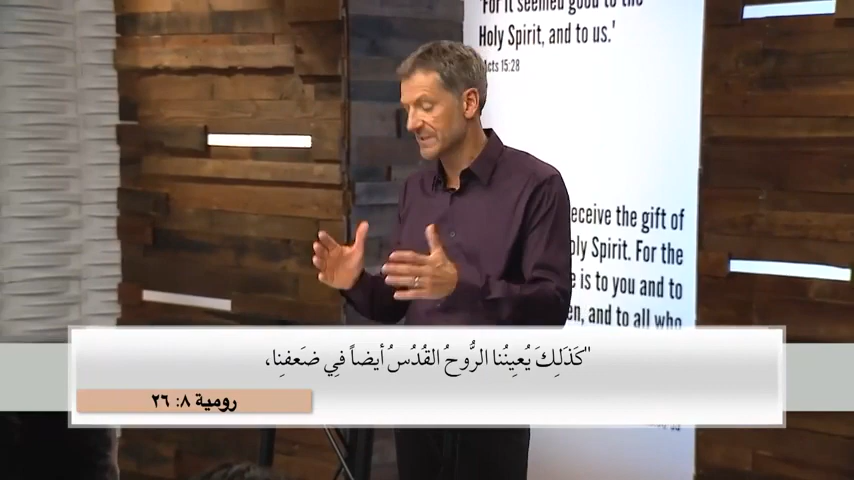 'For it seemed good to the
Holy Spirit, and to us.'
Acts 15:28
eceive the gift of
oly Spirit. For the
is to you and to
en, and to all who
"كَذَلِكَ يُعِينُنا الرُّوحُ القُدُسُ أيضاً فِي ضَعفِنا،
رومية ٨: ٢٦